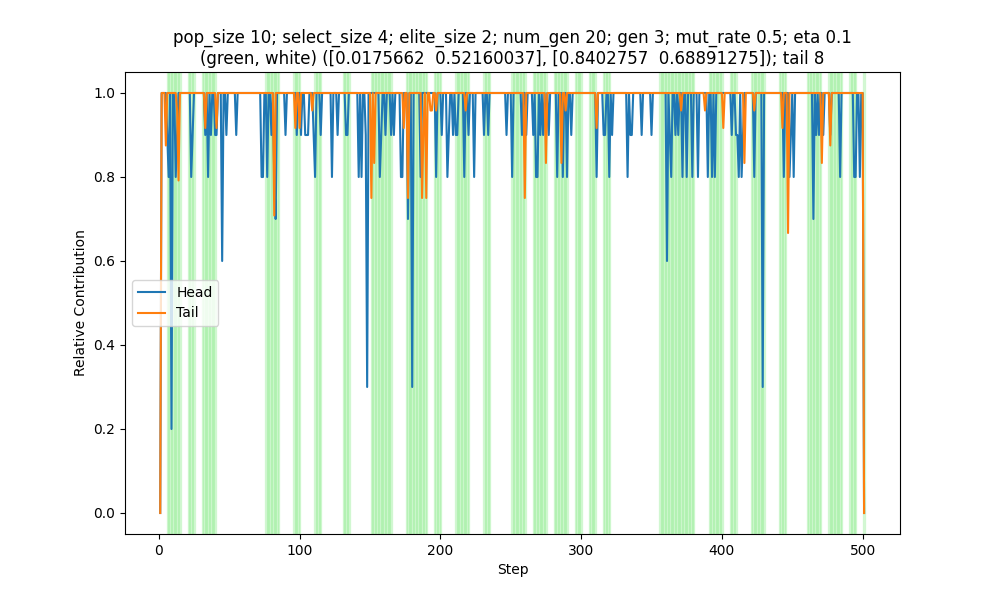 pop_size 10; select_size 4; elite_size 2; num_gen 20; gen 3; mut_rate 0.5; eta 0.1
(green, white) ([0.0175662  0.52160037], [0.8402757  0.68891275]); tail 8
1.0
0.8
0.6
0.4
0.2
0.0
Relative Contribution
Head
Tail
0 100 200 300 400 500
Step